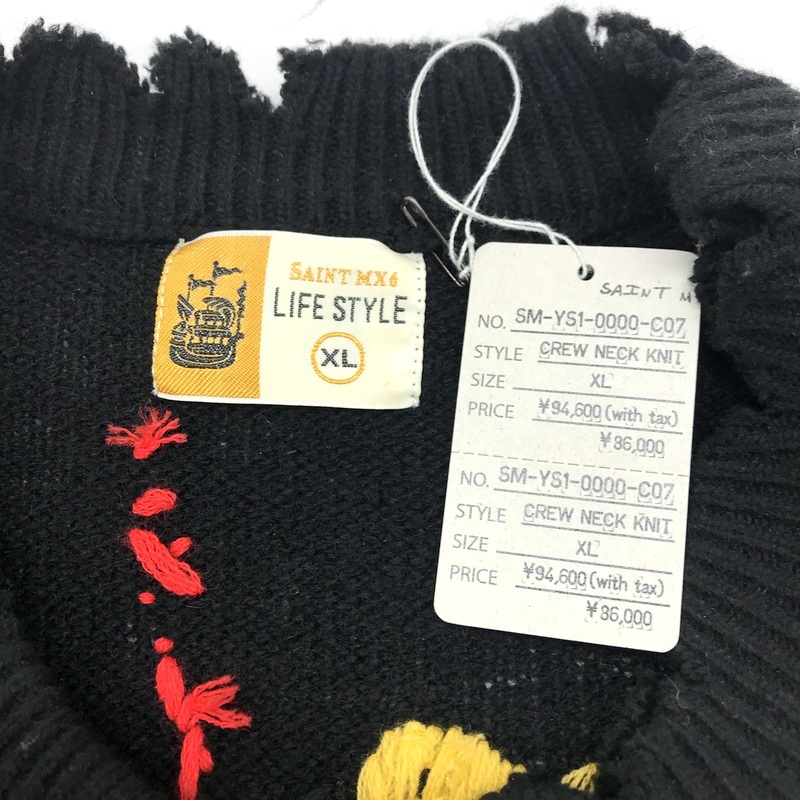 SAINT MX6
LIFE STYLE
XL
SAINT M
NO. SM-YS1-0000-C07
STYLE CREW NECK KNIT
SIZE XL
PRICE ¥94,600(with tax)
¥36,000
NO. SM-YS1-0000-C07
STYLE CREW NECK KNIT
SIZE XL
PRICE ¥94,600(with tax)
¥36,000